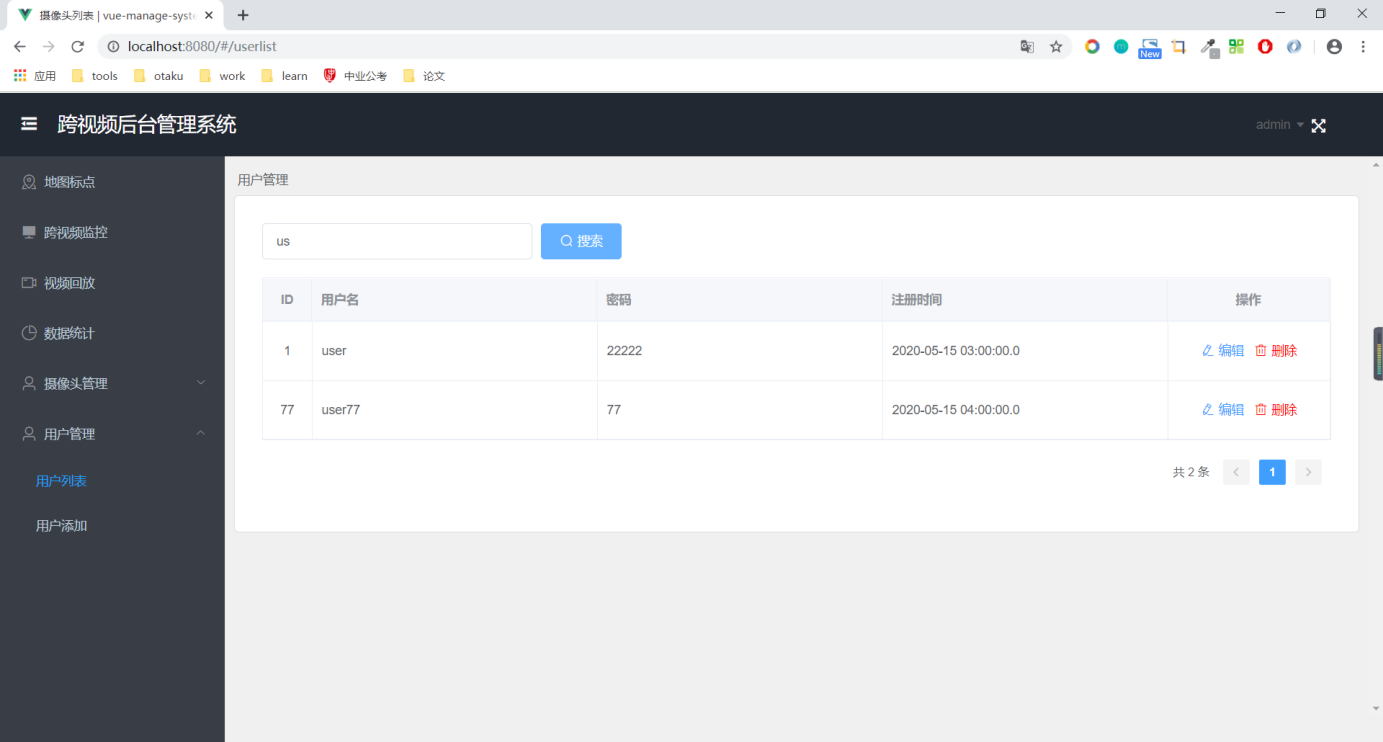 摄像头列表 | vue-manage-syste
localhost:8080/#/userlist
New
应用 tools otaku work learn 中业公考 论文
跨视频后台管理系统 admin
地图标点
跨视频监控
视频回放
数据统计
摄像头管理
用户管理
用户列表
用户添加
用户管理
us 搜索
ID 用户名 密码 注册时间 操作
1 user 22222 2020-05-15 03:00:00.0 编辑 删除
77 user77 77 2020-05-15 04:00:00.0 编辑 删除
共 2 条 1